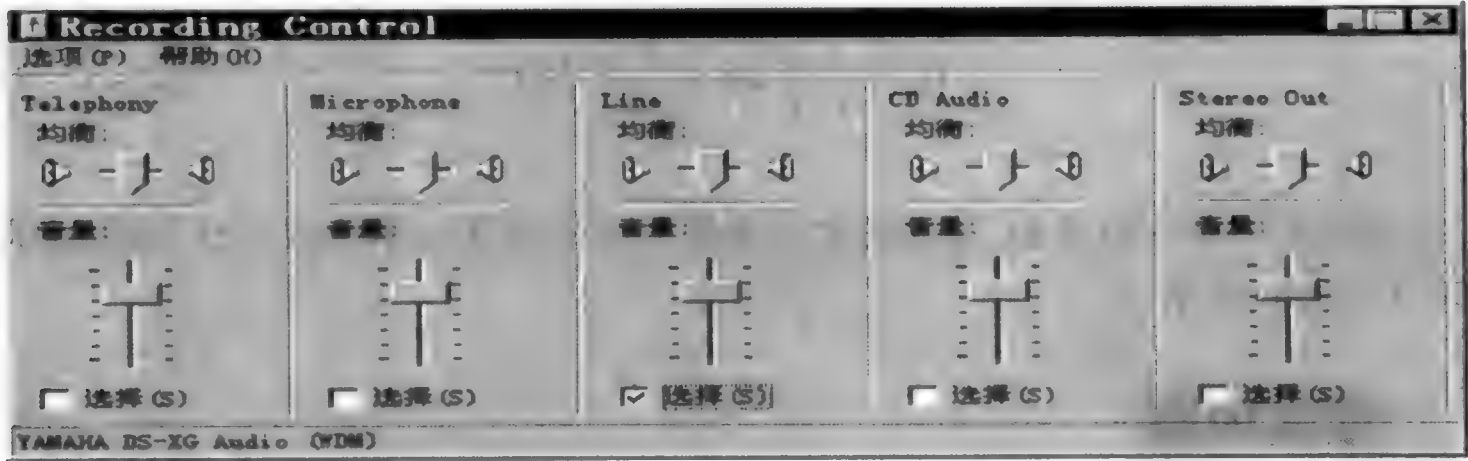 Recording Control
选项(P) 帮助(H)
Telephony Microphone Line CD Audio Stereo Out
均衡: 均衡: 均衡: 均衡: 均衡:
音量: 音量: 音量: 音量: 音量:
选择(S) 选择(S) 选择(S) 选择(S) 选择(S)
YAMAHA DS-XG Audio (WDM)